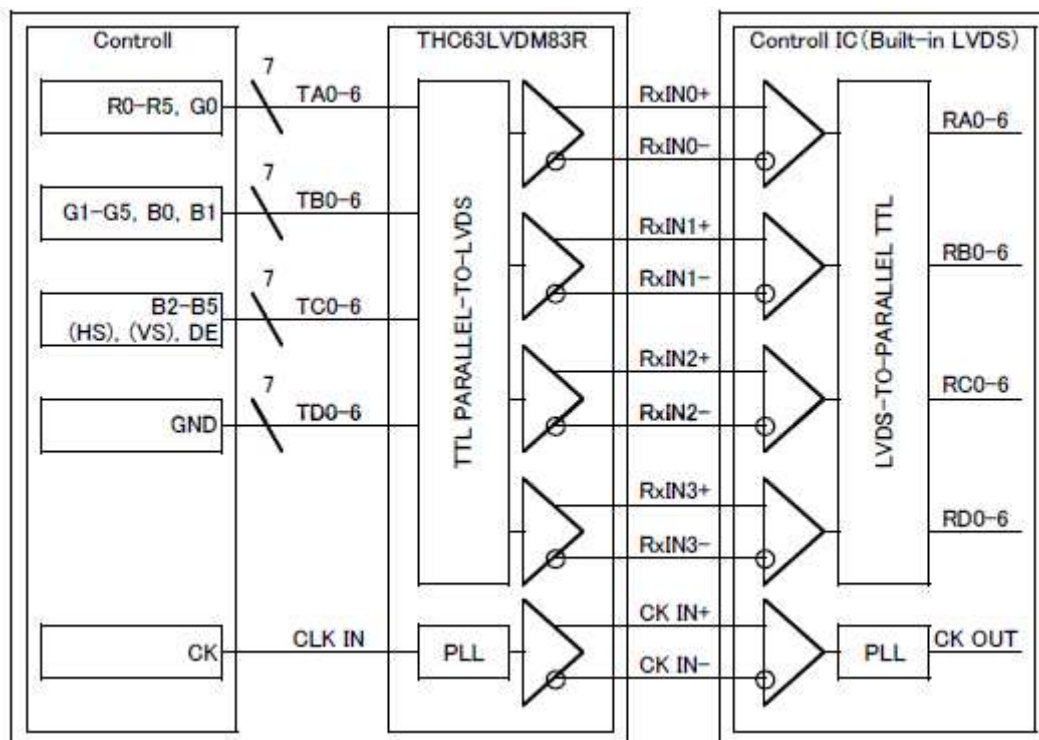 Controll
THC63LVDM83R
Controll IC(Built-in LVDS)
R0-R5, G0
7
TA0-6
RxIN0+
RxIN0-
RA0-6
G1-G5, B0, B1
7
TB0-6
RxIN1+
RxIN1-
RB0-6
B2-B5
(HS), (VS), DE
7
TC0-6
RxIN2+
RxIN2-
RC0-6
GND
7
TD0-6
RxIN3+
RxIN3-
RD0-6
TTL PARALLEL-TO-LVDS
LVDS-TO-PARALLEL TTL
CK
CLK IN
PLL
CK IN+
CK IN-
PLL
CK OUT